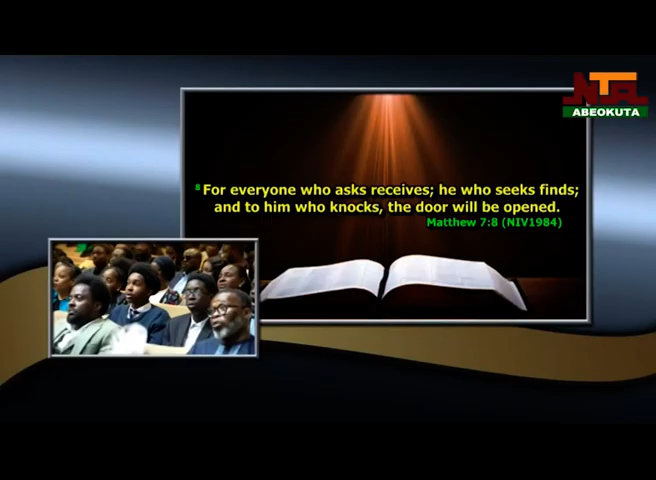 NTA
ABEOKUTA
8 For everyone who asks receives; he who seeks finds;
and to him who knocks, the door will be opened.
Matthew 7:8 (NIV1984)